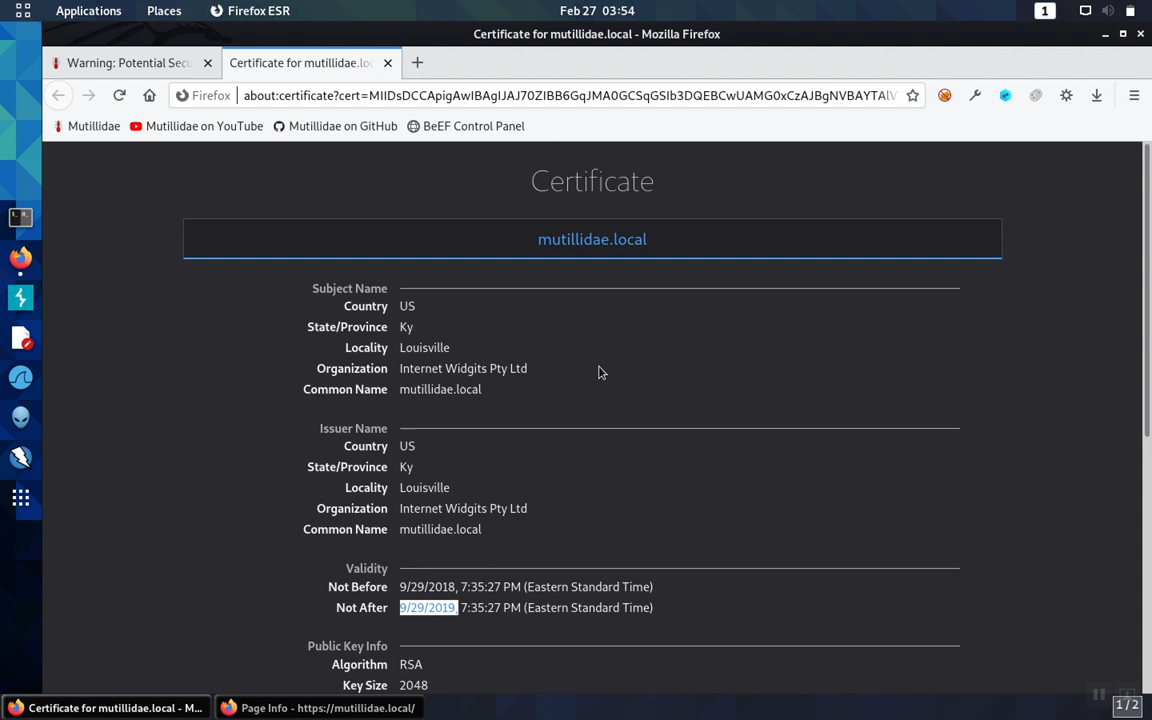 Applications Places Firefox ESR Feb 27 03:54 1
Certificate for mutillidae.local - Mozilla Firefox
Warning: Potential Secu Certificate for mutillidae.lo
Firefox about:certificate?cert=
Mutillidae Mutillidae on YouTube Mutillidae on GitHub BeEF Control Panel
Certificate
mutillidae.local
Subject Name
Country US
State/Province Ky
Locality Louisville
Organization Internet Widgits Pty Ltd
Common Name mutillidae.local
Issuer Name
Country US
State/Province Ky
Locality Louisville
Organization Internet Widgits Pty Ltd
Common Name mutillidae.local
Validity
Not Before 9/29/2018, 7:35:27 PM (Eastern Standard Time)
Not After 9/29/2019, 7:35:27 PM (Eastern Standard Time)
Public Key Info
Algorithm RSA
Key Size 2048
Certificate for mutillidae.local - M... Page Info - https://mutillidae.local/ 1/2